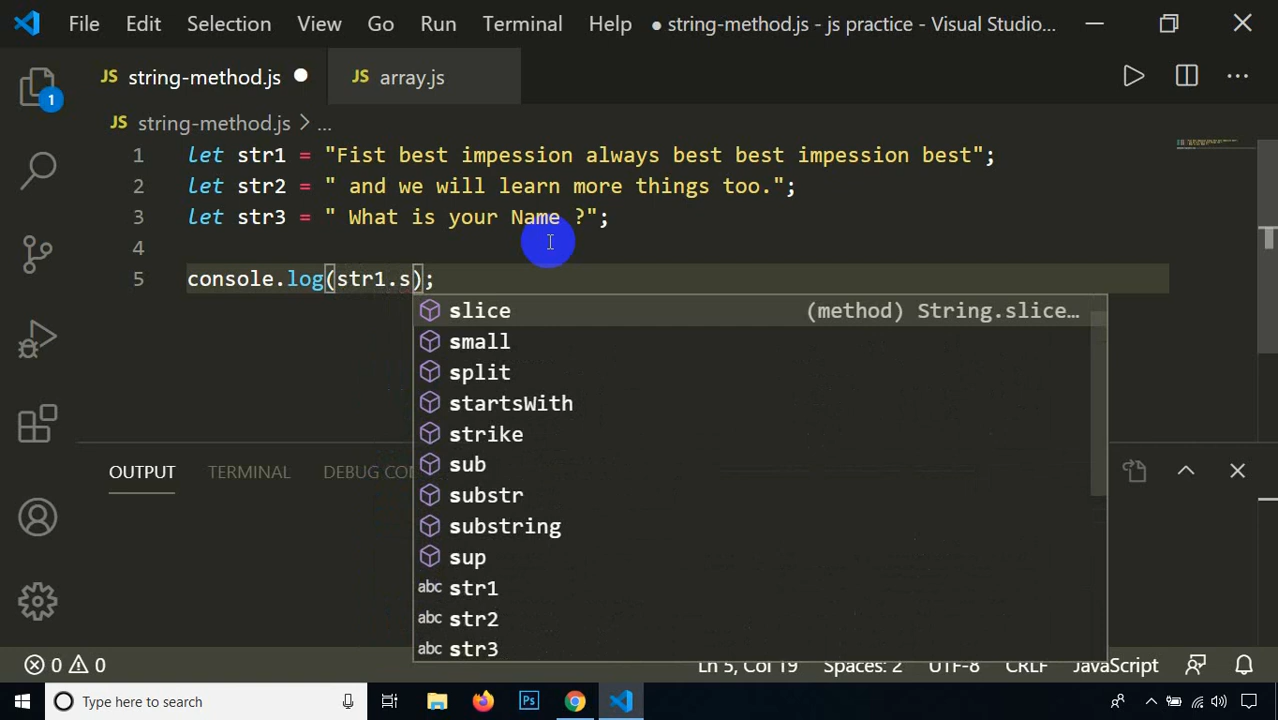 File Edit Selection View Go Run Terminal Help ● string-method.js - js practice - Visual Studio...
JS string-method.js ● JS array.js
1
JS string-method.js > ...
1 let str1 = "Fist best impession always best best impession best";
2 let str2 = " and we will learn more things too.";
3 let str3 = " What is your Name ?";
4
5 console.log(str1.s);
slice (method) String.slice…
small
split
startsWith
strike
sub
OUTPUT TERMINAL DEBUG CO
substr
substring
sup
abc str1
abc str2
abc str3
0 0 Ln 5, Col 19 Spaces: 2 UTF-8 CRLF JavaScript
Type here to search Ps